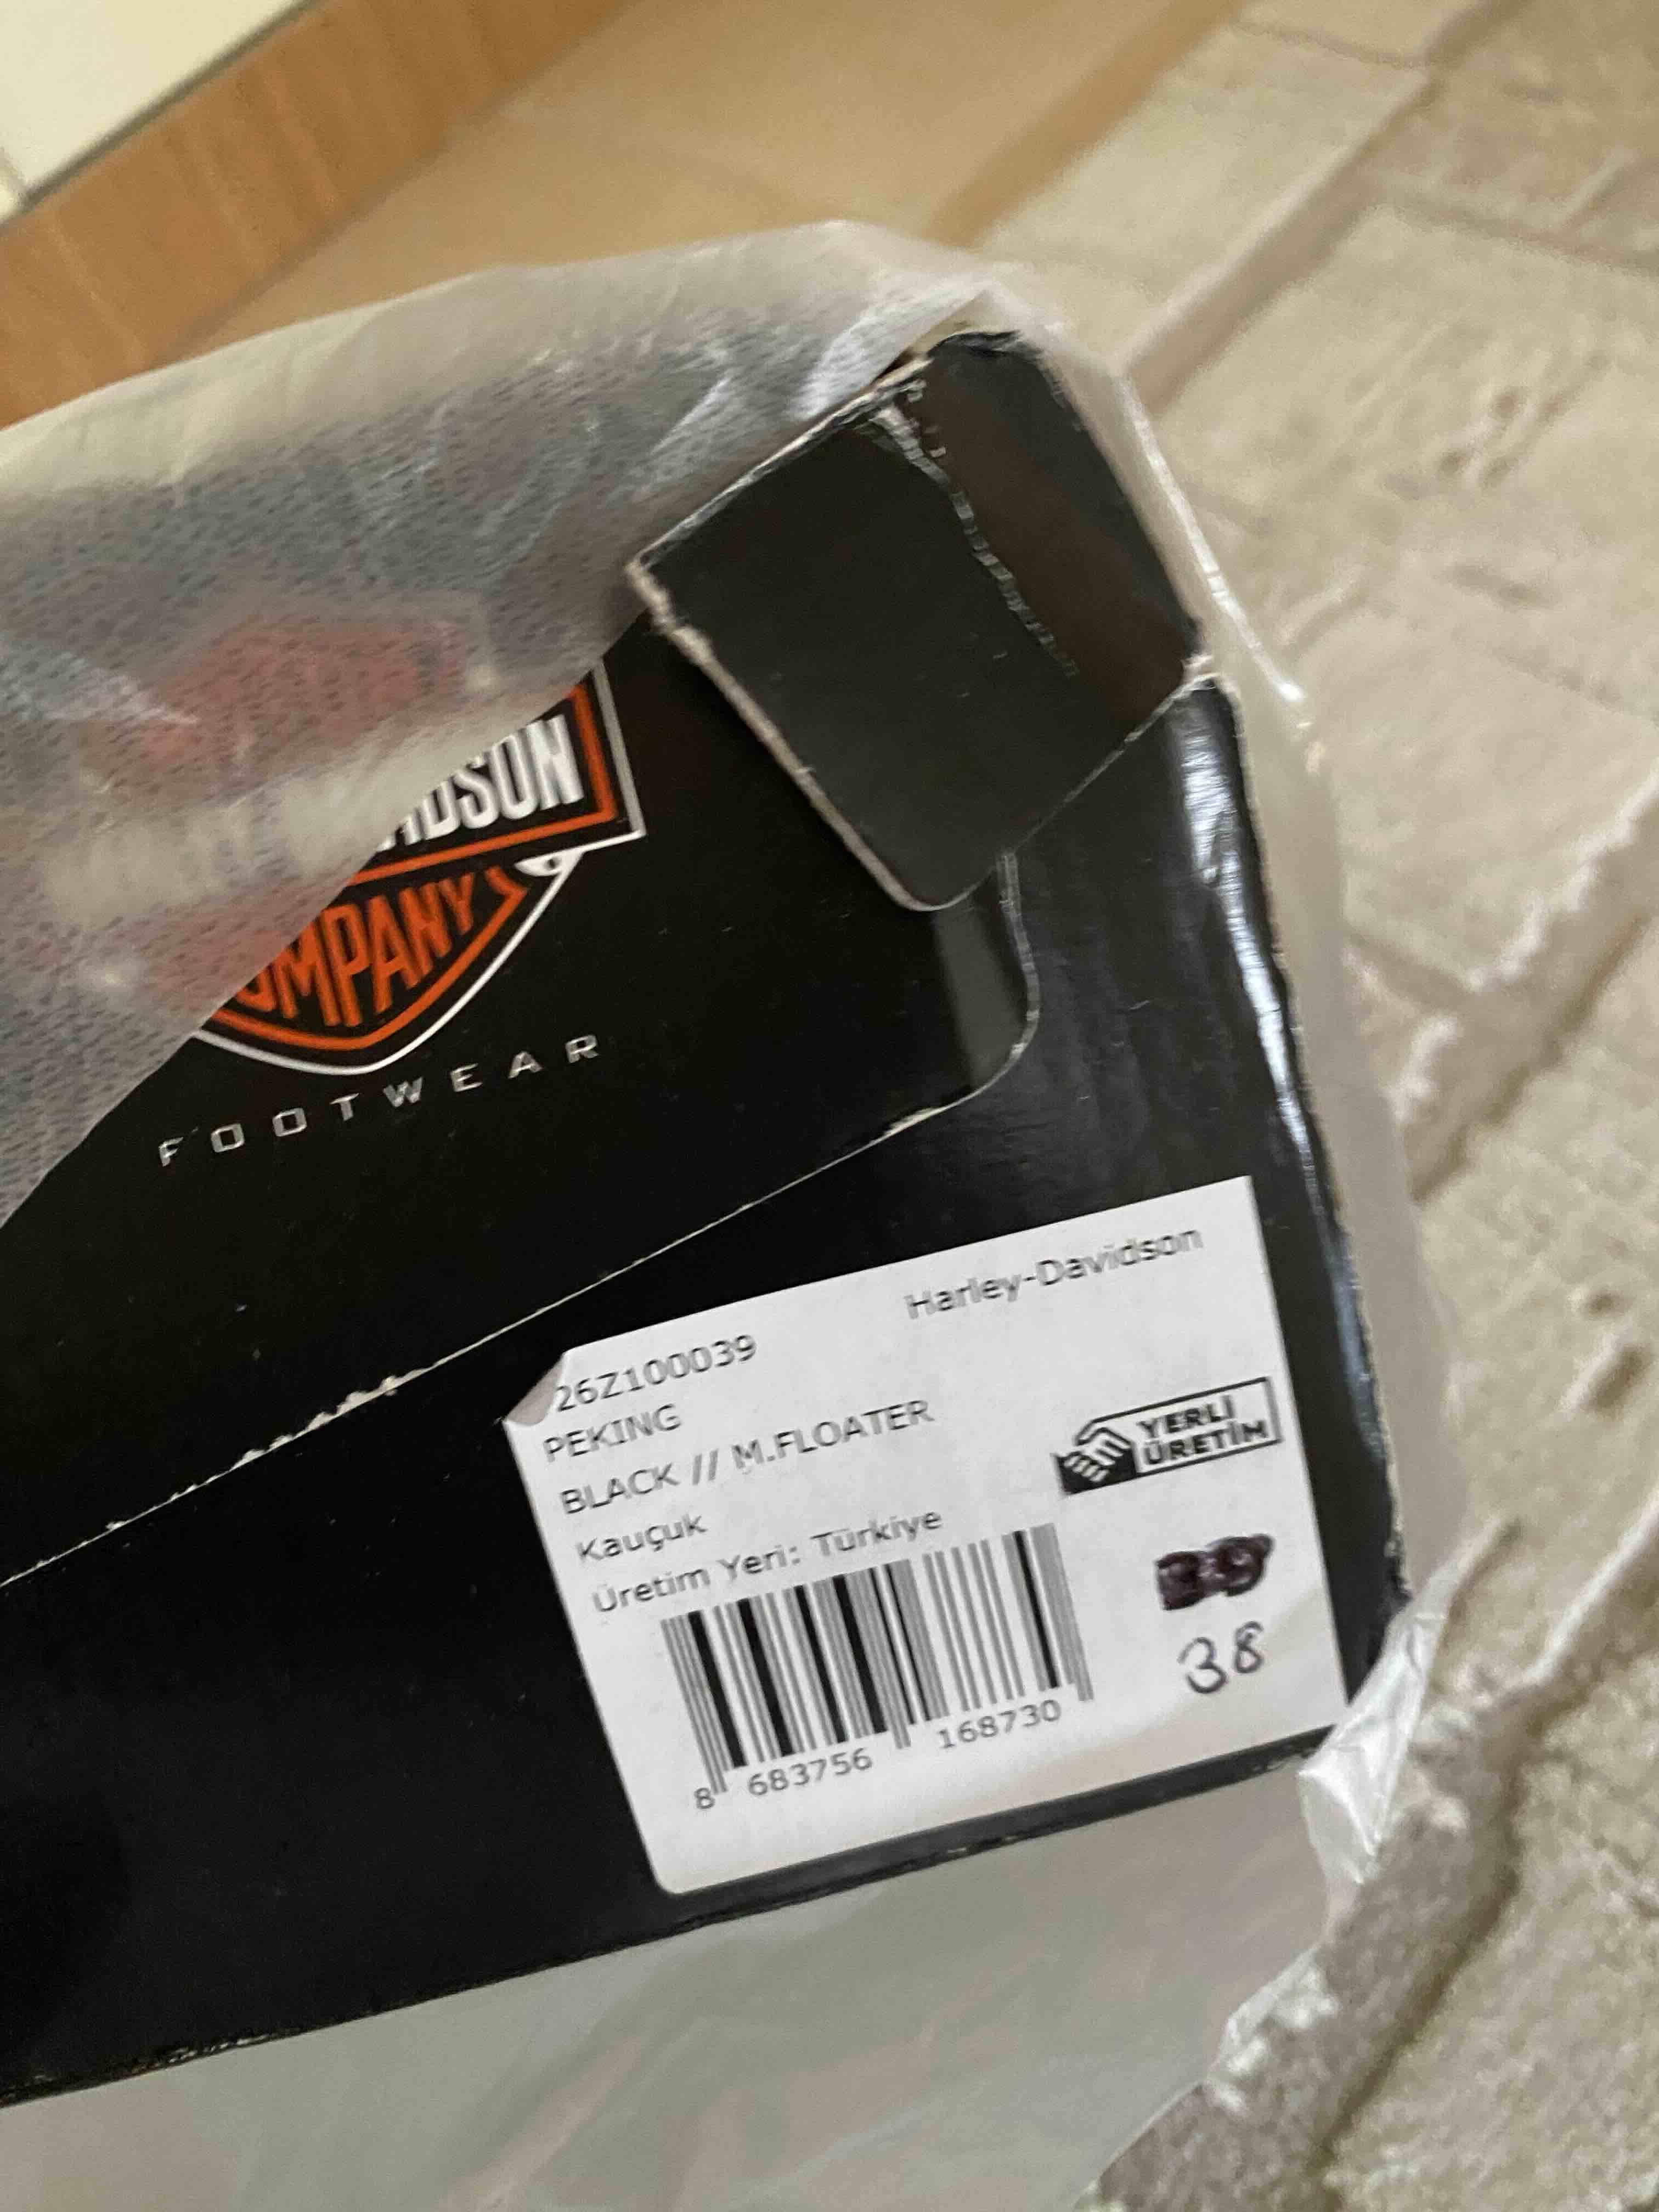 DSON
OMPANY
FOOTWEAR
Harley-Davidson
26Z100039
PEKING
BLACK // M.FLOATER
Kauçuk
Üretim Yeri: Türkiye
YERLİ
ÜRETİM
38
8 683756 168730